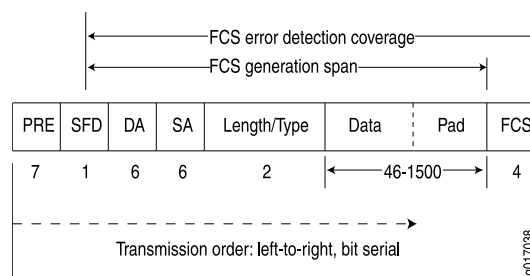 FCS error detection coverage
FCS generation span
PRE SFD DA SA Length/Type Data Pad FCS
7 1 6 6 2 46-1500 4
Transmission order: left-to-right, bit serial
g017038